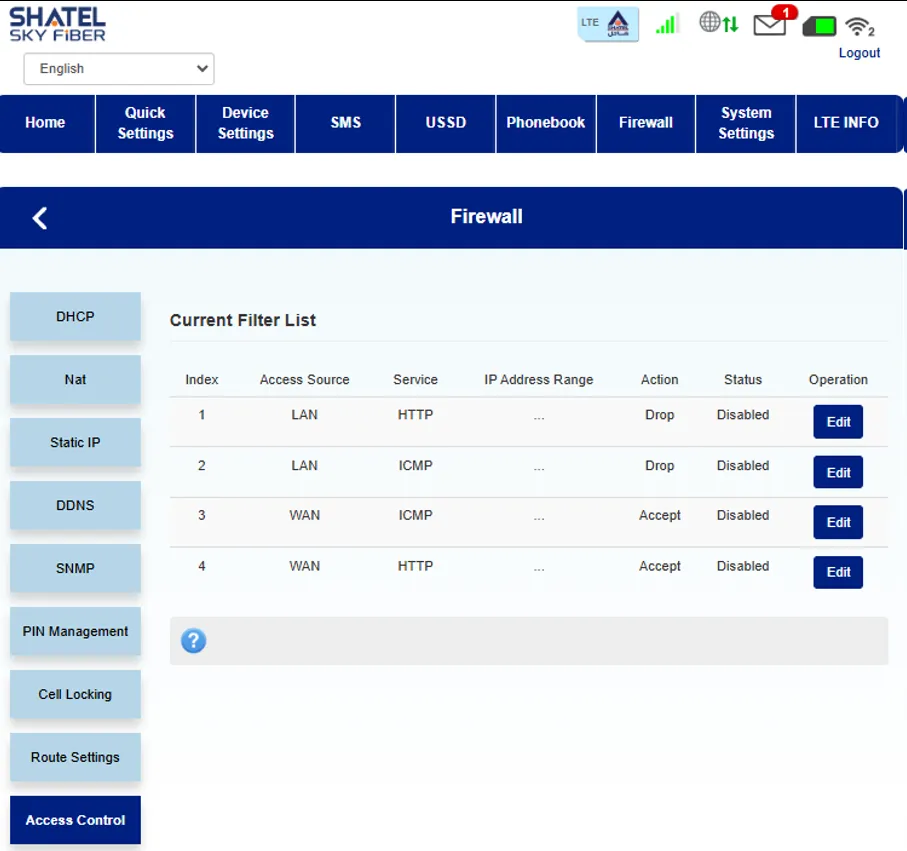 SHATEL
SKY FiBER
LTE
1
2
Logout
English
Home
Quick
Settings
Device
Settings
SMS
USSD
Phonebook
Firewall
System
Settings
LTE INFO
Firewall
DHCP
Nat
Static IP
DDNS
SNMP
PIN Management
Cell Locking
Route Settings
Access Control
Current Filter List
Index Access Source Service IP Address Range Action Status Operation
1 LAN HTTP ... Drop Disabled Edit
2 LAN ICMP ... Drop Disabled Edit
3 WAN ICMP ... Accept Disabled Edit
4 WAN HTTP ... Accept Disabled Edit
?